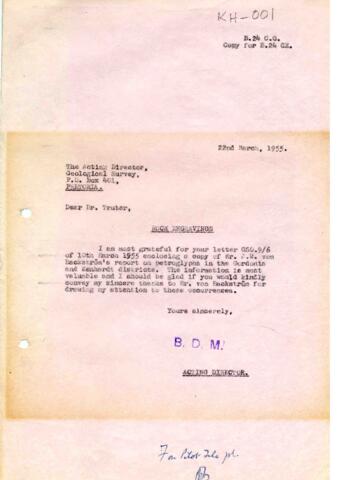 KH-001
B.24 G.G.
Copy for B.24 GK.
22nd March, 1955.
The Acting Director,
Geological Survey,
P.O. Box 401,
PRETORIA.
Dear Dr. Truter,
ROCK ENGRAVINGS
I am most grateful for your letter GSO.9/6
of 10th March 1955 enclosing a copy of Mr. J.W. von
Backström's report on petroglyphs in the Gordonia
and Kenhardt districts. The information is most
valuable and I should be glad if you would kindly
convey my sincere thanks to Mr. von Backström for
drawing my attention to these occurrences.
Yours sincerely,
B. D. M.
ACTING DIRECTOR.
For